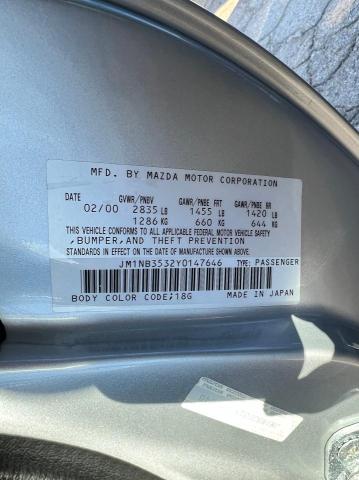 MFD. BY MAZDA MOTOR CORPORATION
DATE GVWR/PNBV GAWR/PNBE FRT GAWR/PNBE RR
02/00 2835 LB 1455 LB 1420 LB
1286 KG 660 KG 644 KG
THIS VEHICLE CONFORMS TO ALL APPLICABLE FEDERAL MOTOR VEHICLE SAFETY
,BUMPER,AND THEFT PREVENTION
STANDARDS IN EFFECT ON THE DATE OF MANUFACTURE SHOWN ABOVE.
JM1NB3532Y0147646 TYPE: PASSENGER
BODY COLOR CODE;18G MADE IN JAPAN